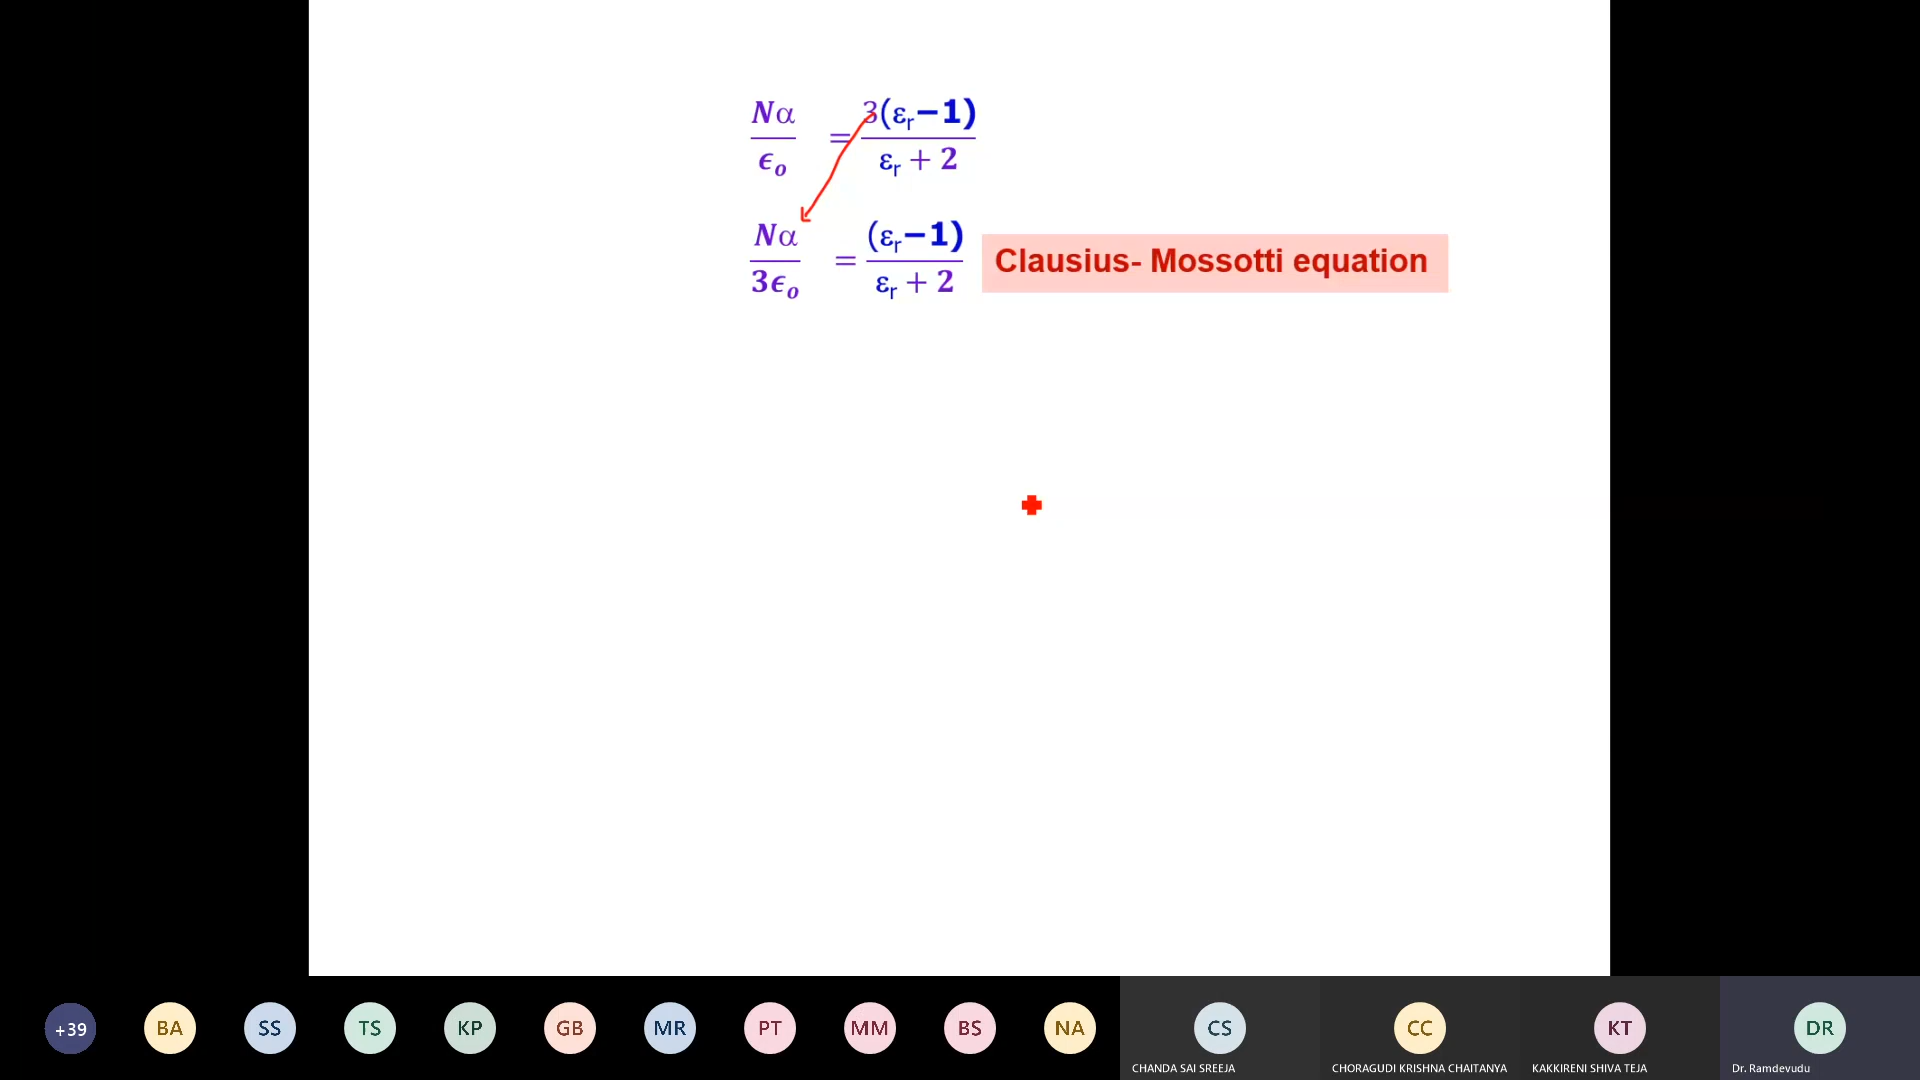 Nα/ϵₒ = 3(εᵣ−1)/εᵣ + 2
Nα/3ϵₒ = (εᵣ−1)/εᵣ + 2 Clausius- Mossotti equation
+39 BA SS TS KP GB MR PT MM BS NA CS CC KT DR
CHANDA SAI SREEJA CHORAGUDI KRISHNA CHAITANYA KAKKIRENI SHIVA TEJA Dr. Ramdevudu